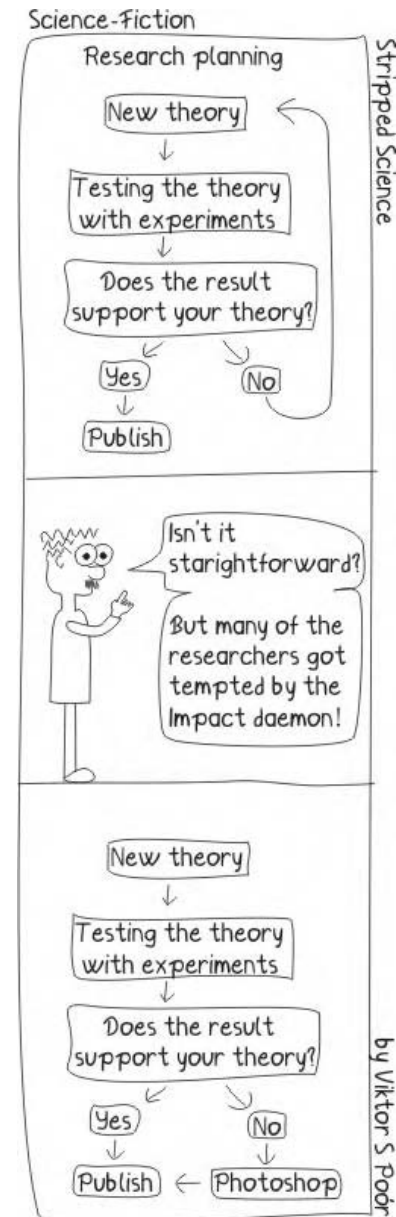 Science-Fiction
Stripped Science
Research planning
New theory
Testing the theory
with experiments
Does the result
support your theory?
Yes
No
Publish
Isn't it
starightforward?
But many of the
researchers got
tempted by the
Impact daemon!
New theory
Testing the theory
with experiments
Does the result
support your theory?
Yes
No
Publish
Photoshop
by Viktor S Poór